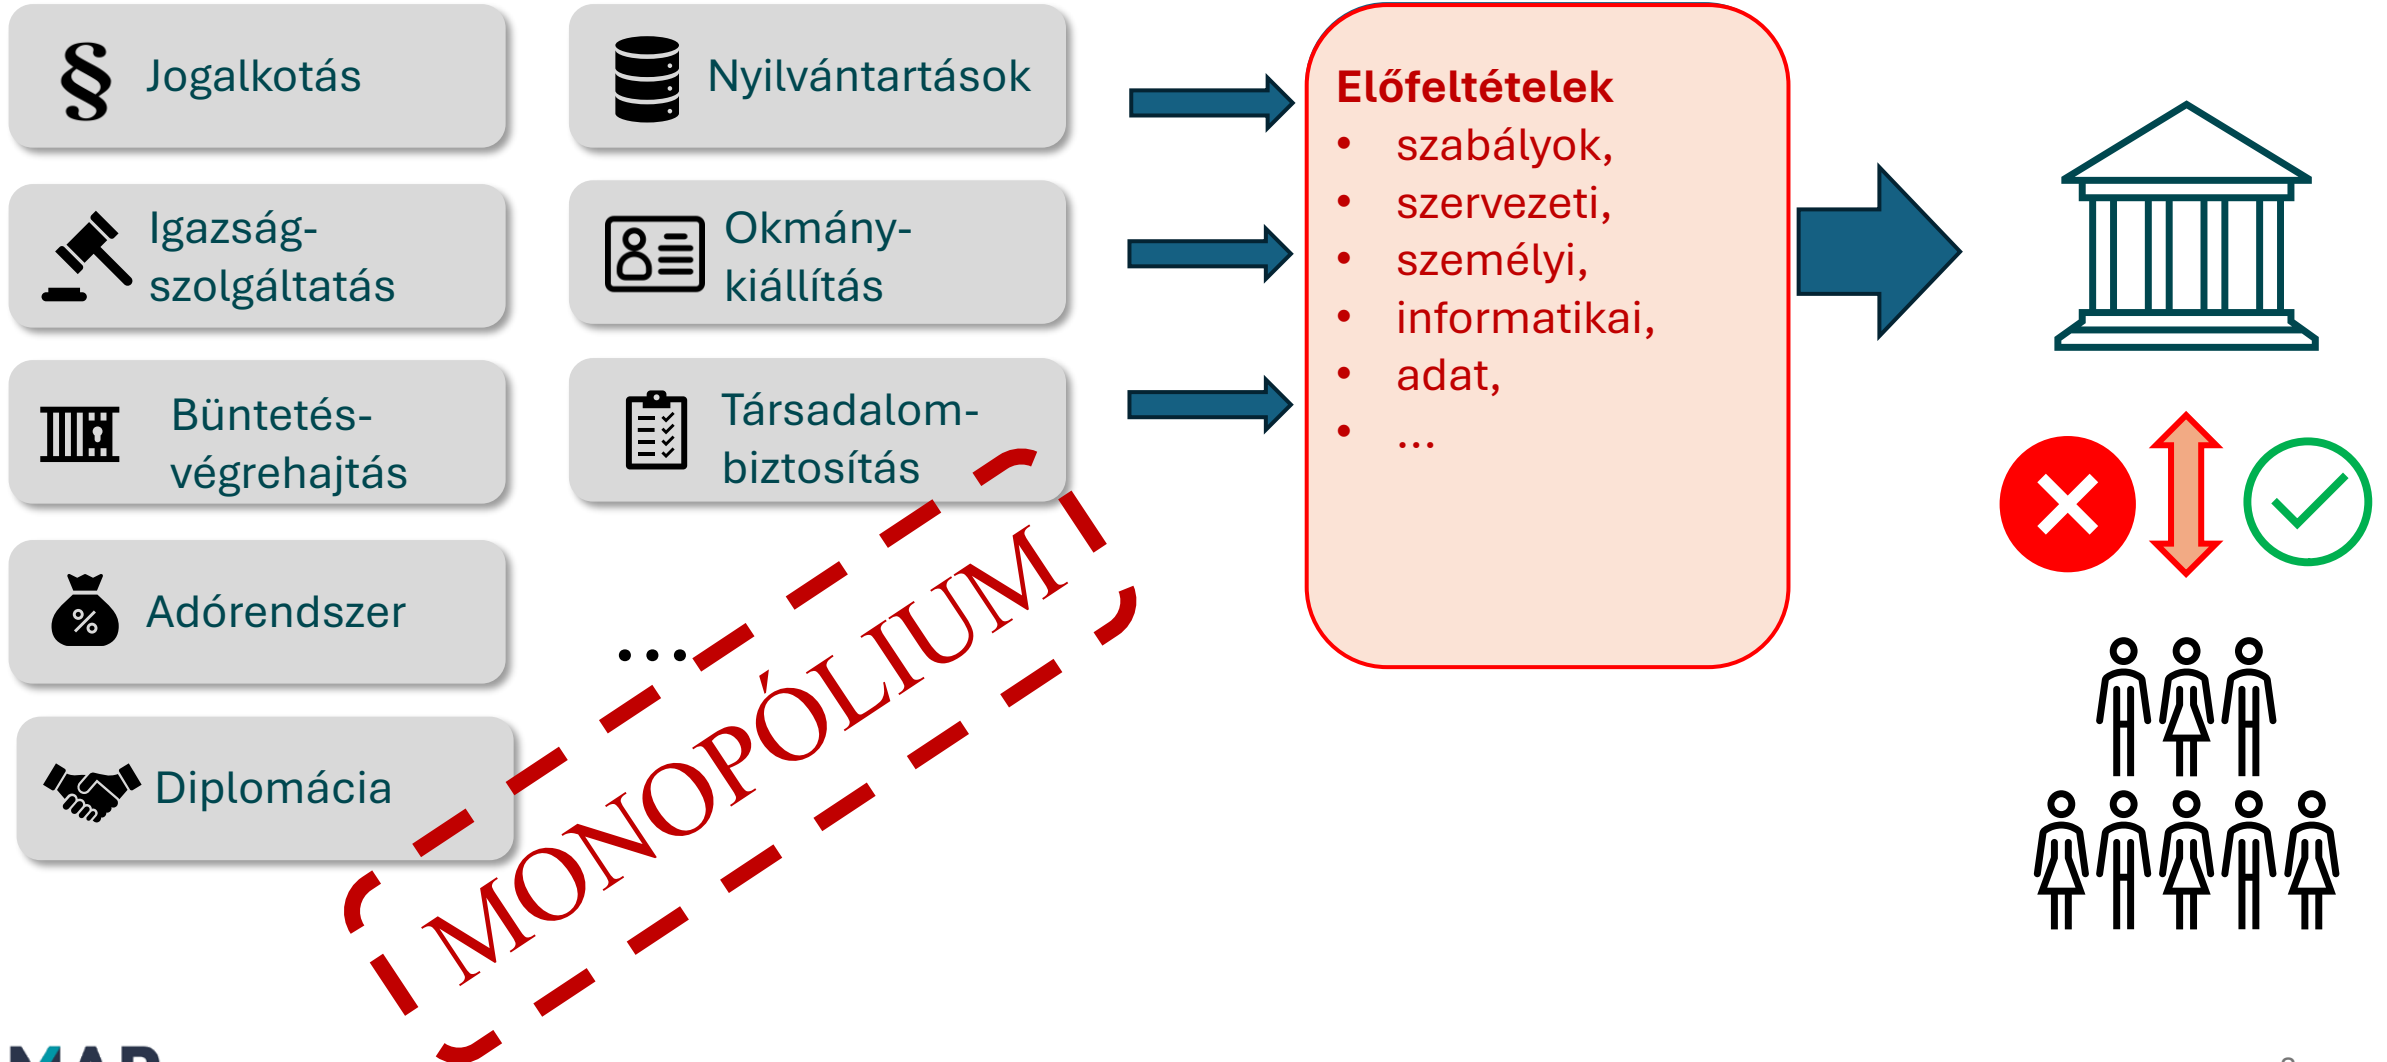 § Jogalkotás
Igazság-
szolgáltatás
Büntetés-
végrehajtás
% Adórendszer
Diplomácia
Nyilvántartások
Okmány-
kiállítás
Társadalom-
biztosítás
...
MONOPÓLIUM
Előfeltételek
• szabályok,
• szervezeti,
• személyi,
• informatikai,
• adat,
• ...